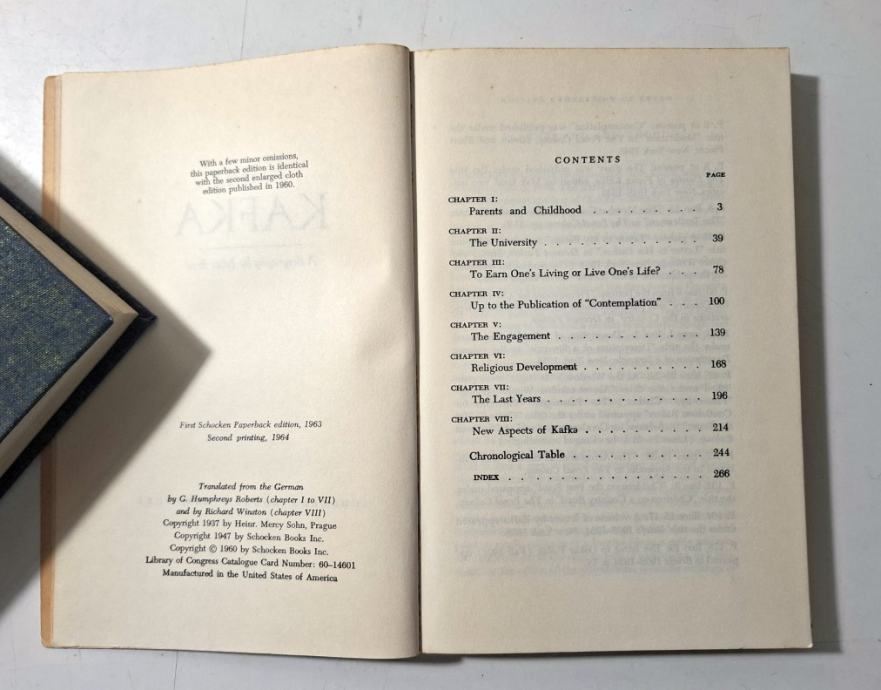 With a few minor omissions,
this paperback edition is identical
with the second enlarged cloth
edition published in 1960.
KAFKA
First Schocken Paperback edition, 1963
Second printing, 1964
Translated from the German
by G. Humphreys Roberts (chapter I to VII)
and by Richard Winston (chapter VIII)
Copyright 1937 by Heinr. Mercy Sohn, Prague
Copyright 1947 by Schocken Books Inc.
Copyright © 1960 by Schocken Books Inc.
Library of Congress Catalogue Card Number: 60–14601
Manufactured in the United States of America
CONTENTS
PAGE
CHAPTER I:
Parents and Childhood . . . . . . . . . 3
CHAPTER II:
The University . . . . . . . . . . . . . 39
CHAPTER III:
To Earn One's Living or Live One's Life? . . . 78
CHAPTER IV:
Up to the Publication of “Contemplation” . . . 100
CHAPTER V:
The Engagement . . . . . . . . . . . . 139
CHAPTER VI:
Religious Development . . . . . . . . . 168
CHAPTER VII:
The Last Years . . . . . . . . . . . . . 196
CHAPTER VIII:
New Aspects of Kafka . . . . . . . . . 214
Chronological Table . . . . . . . . . . 244
INDEX . . . . . . . . . . . . . . . . 266